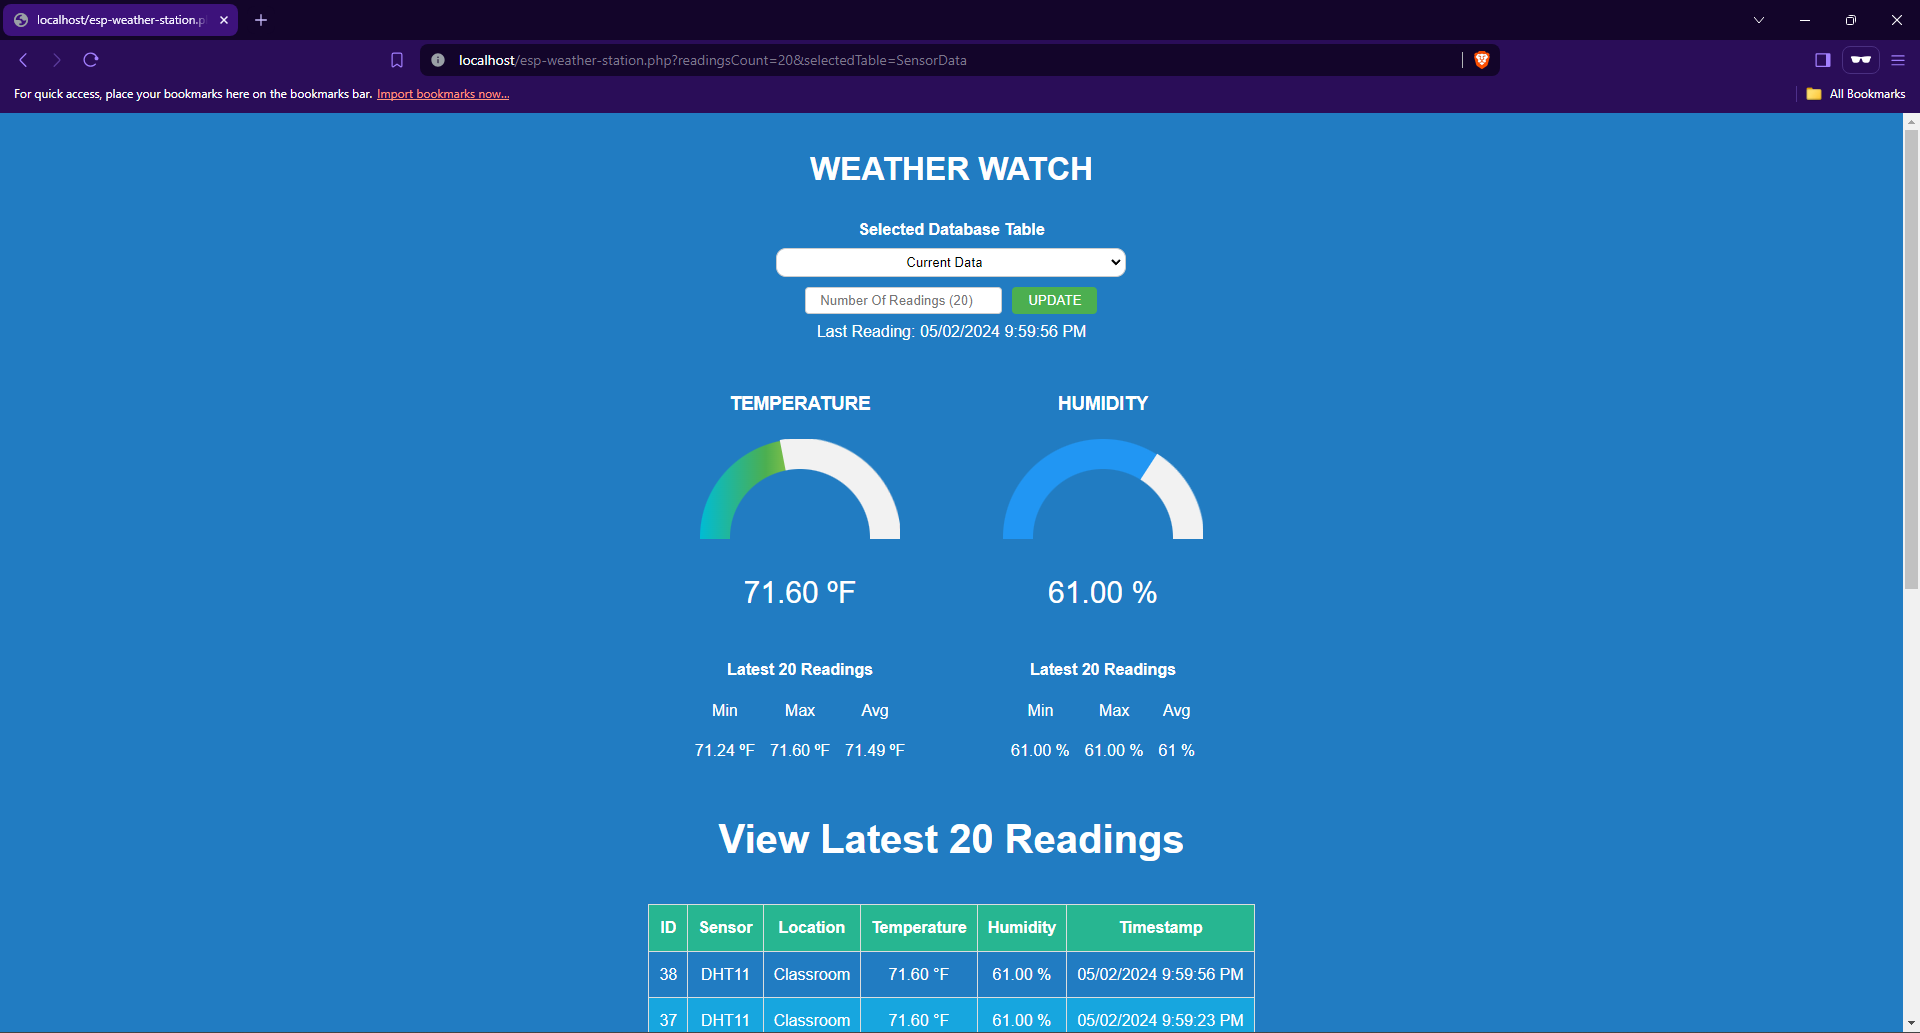 localhost/esp-weather-station.p
localhost/esp-weather-station.php?readingsCount=20&selectedTable=SensorData
For quick access, place your bookmarks here on the bookmarks bar. Import bookmarks now...
All Bookmarks
WEATHER WATCH
Selected Database Table
Current Data
Number Of Readings (20) UPDATE
Last Reading: 05/02/2024 9:59:56 PM
TEMPERATURE HUMIDITY
71.60 ºF 61.00 %
Latest 20 Readings Latest 20 Readings
Min Max Avg Min Max Avg
71.24 ºF 71.60 ºF 71.49 ºF 61.00 % 61.00 % 61 %
View Latest 20 Readings
ID Sensor Location Temperature Humidity Timestamp
38 DHT11 Classroom 71.60 °F 61.00 % 05/02/2024 9:59:56 PM
37 DHT11 Classroom 71.60 °F 61.00 % 05/02/2024 9:59:23 PM